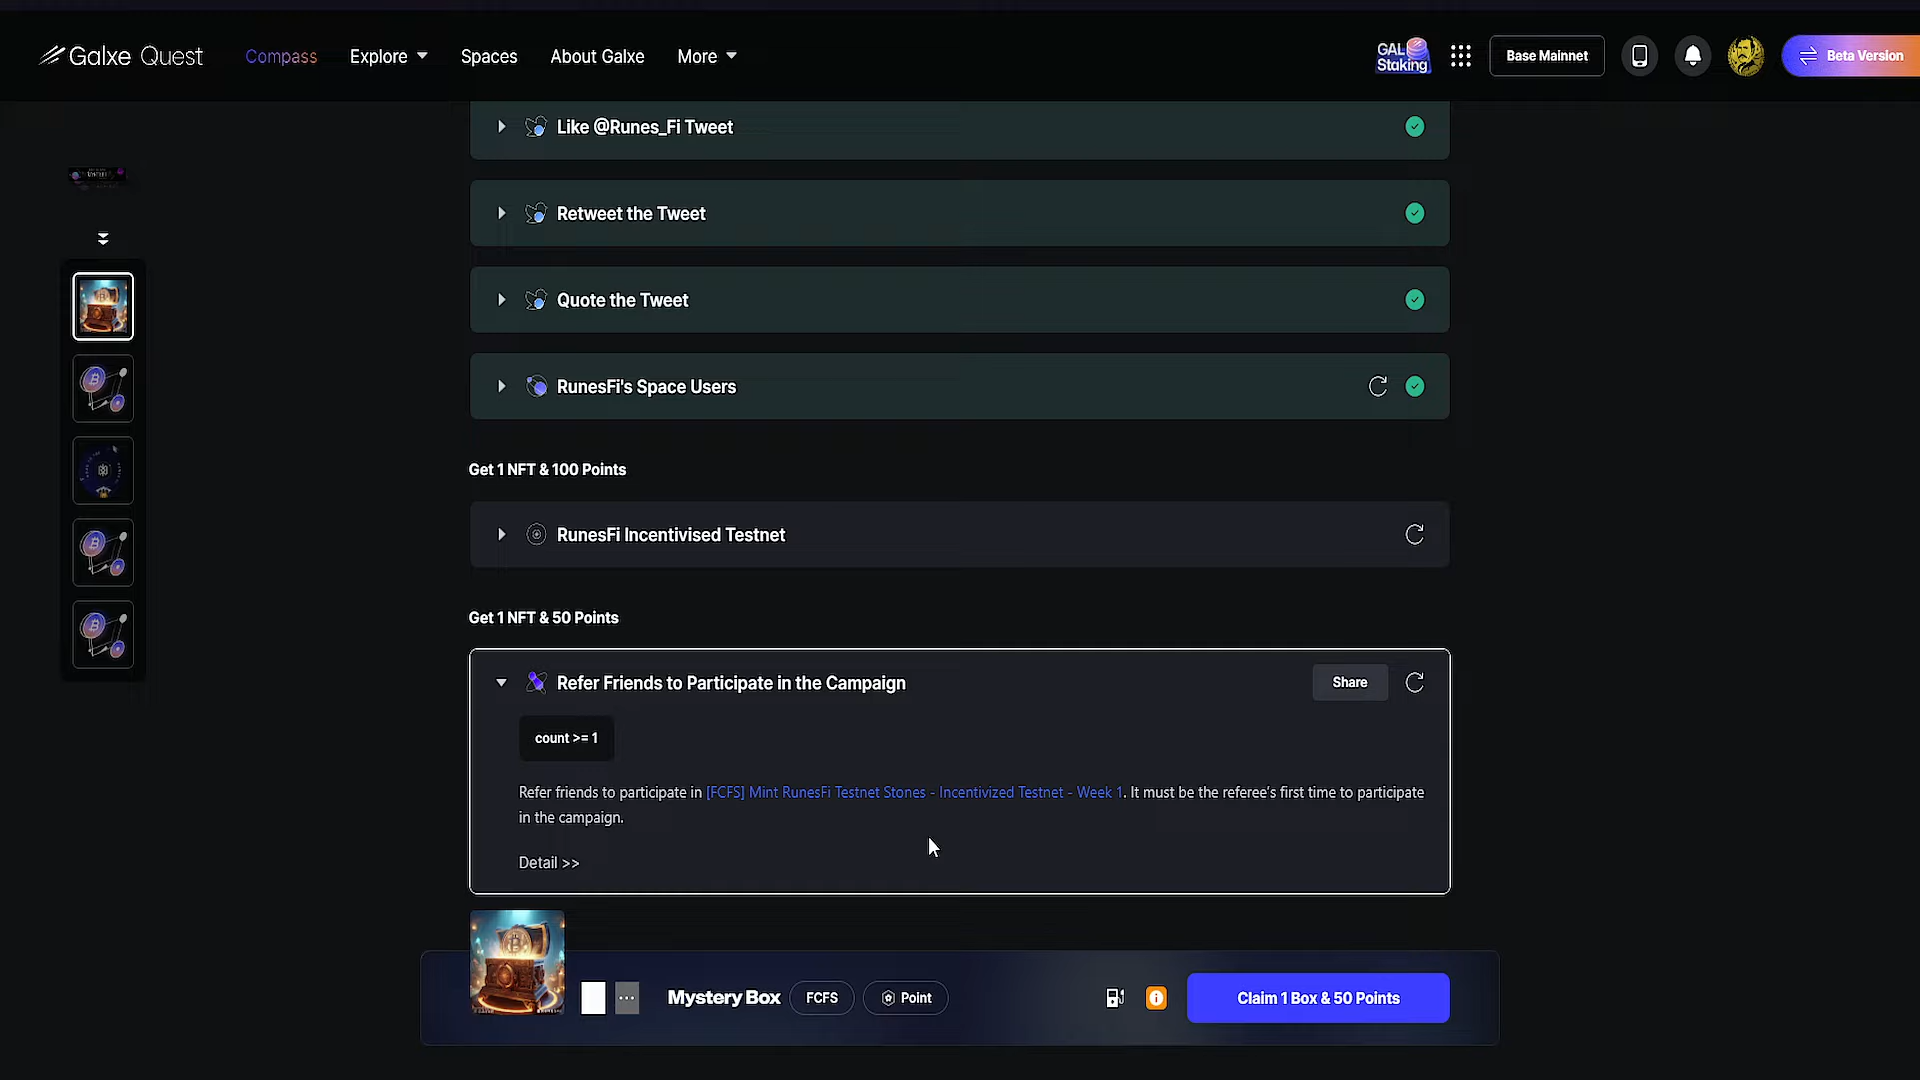 Galxe Quest
Compass
Explore
Spaces
About Galxe
More
GAL
Staking
Base Mainnet
Beta Version
Like @Runes_Fi Tweet
Retweet the Tweet
Quote the Tweet
RunesFi's Space Users
Get 1 NFT & 100 Points
RunesFi Incentivised Testnet
Get 1 NFT & 50 Points
Refer Friends to Participate in the Campaign
Share
count >= 1
Refer friends to participate in [FCFS] Mint RunesFi Testnet Stones - Incentivized Testnet - Week 1. It must be the referee's first time to participate
in the campaign.
Detail >>
Mystery Box
FCFS
Point
Claim 1 Box & 50 Points